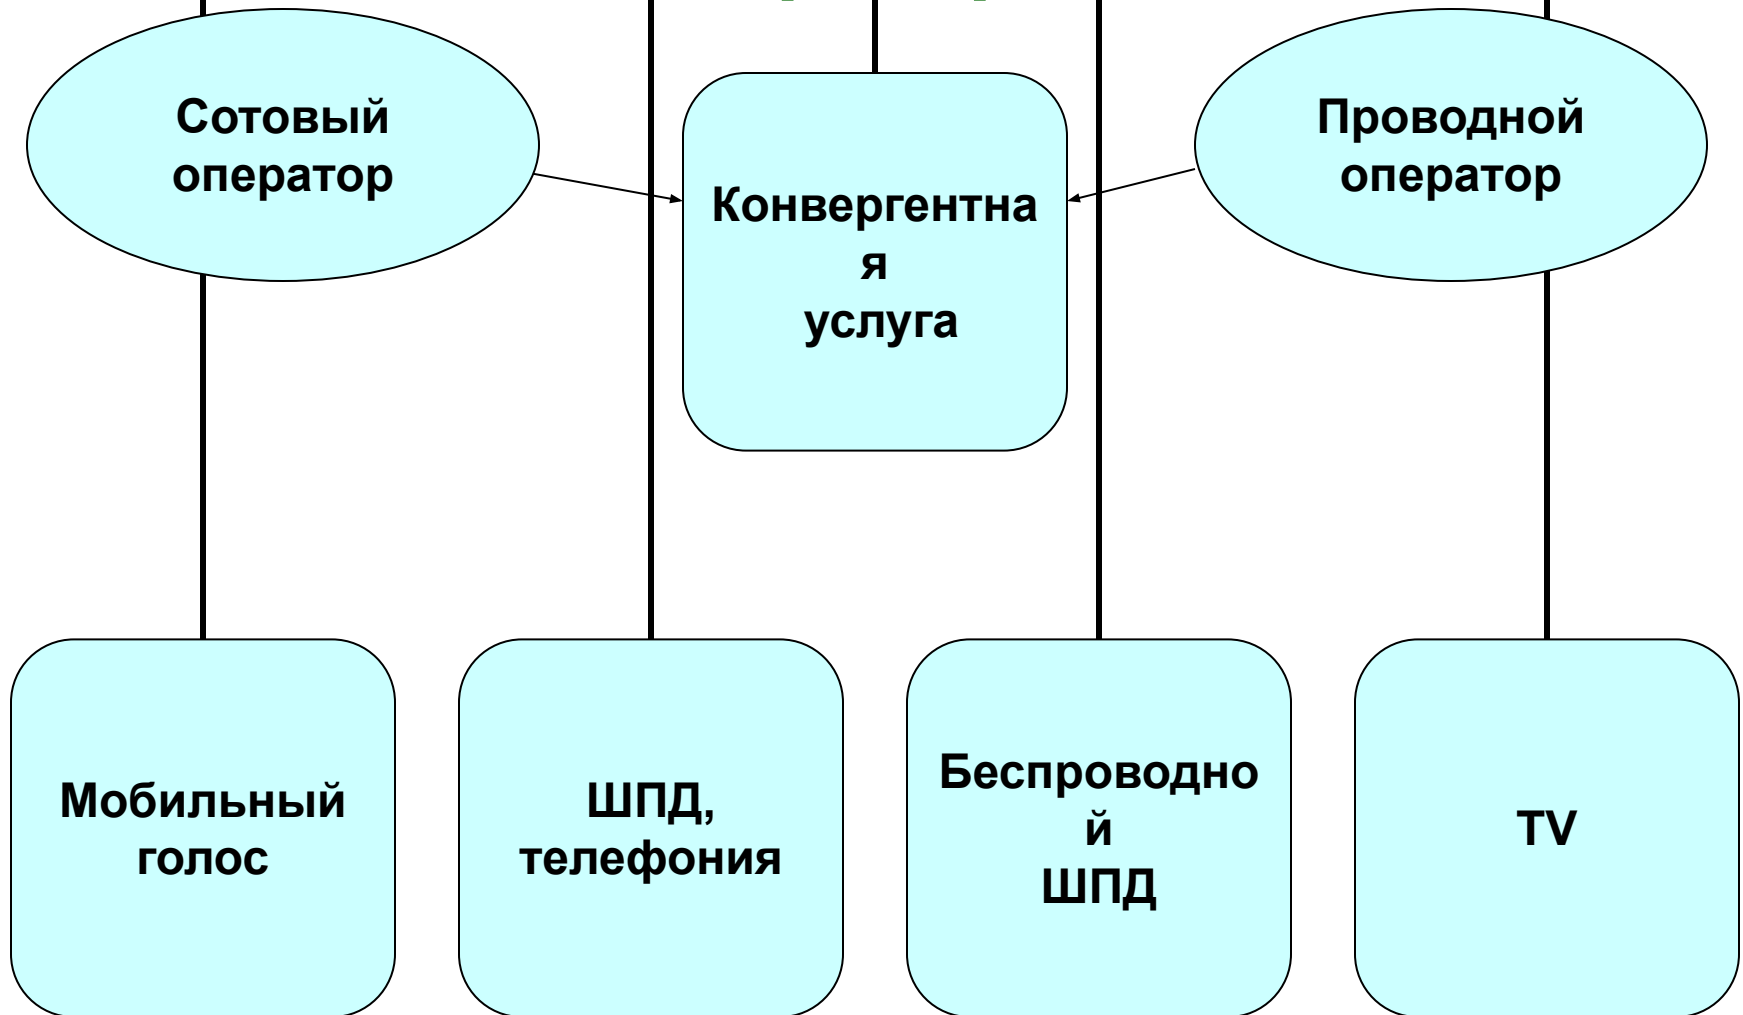 Сотовый
оператор
Конвергентна
я
услуга
Проводной
оператор
Мобильный
голос
ШПД,
телефония
Беспроводно
й
ШПД
TV